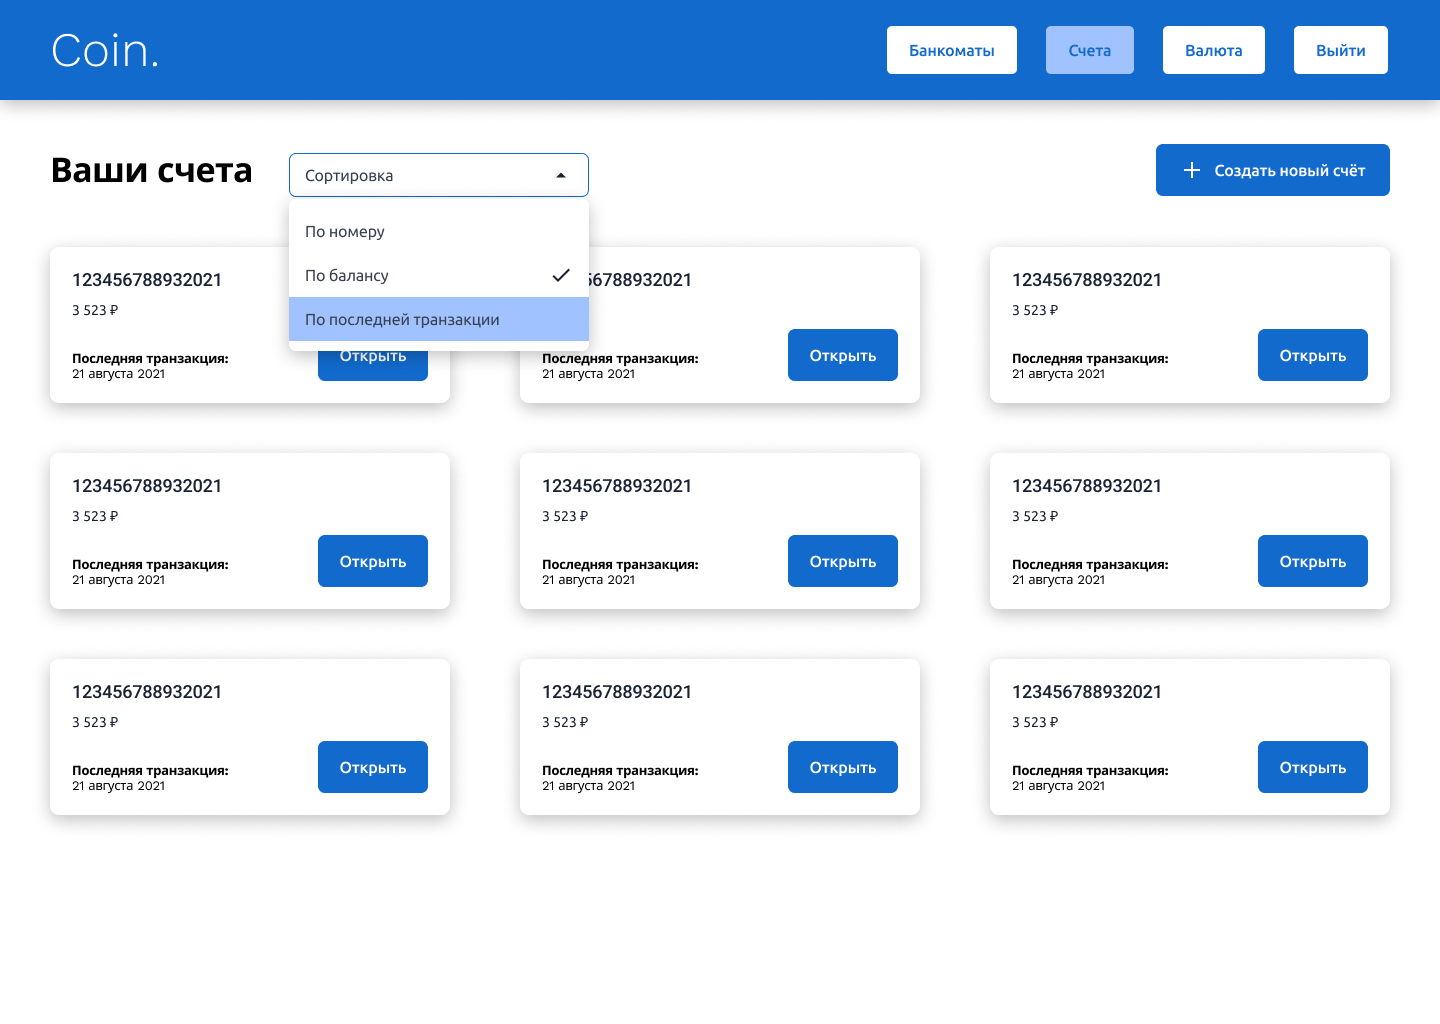 Coin.
Банкоматы
Счета
Валюта
Выйти
Ваши счета
Сортировка
Создать новый счёт
По номеру
По балансу
По последней транзакции
123456788932021
3 523 ₽
Последняя транзакция:
21 августа 2021
Открыть
6788932021
Последняя транзакция:
21 августа 2021
Открыть
123456788932021
3 523 ₽
Последняя транзакция:
21 августа 2021
Открыть
123456788932021
3 523 ₽
Последняя транзакция:
21 августа 2021
Открыть
123456788932021
3 523 ₽
Последняя транзакция:
21 августа 2021
Открыть
123456788932021
3 523 ₽
Последняя транзакция:
21 августа 2021
Открыть
123456788932021
3 523 ₽
Последняя транзакция:
21 августа 2021
Открыть
123456788932021
3 523 ₽
Последняя транзакция:
21 августа 2021
Открыть
123456788932021
3 523 ₽
Последняя транзакция:
21 августа 2021
Открыть